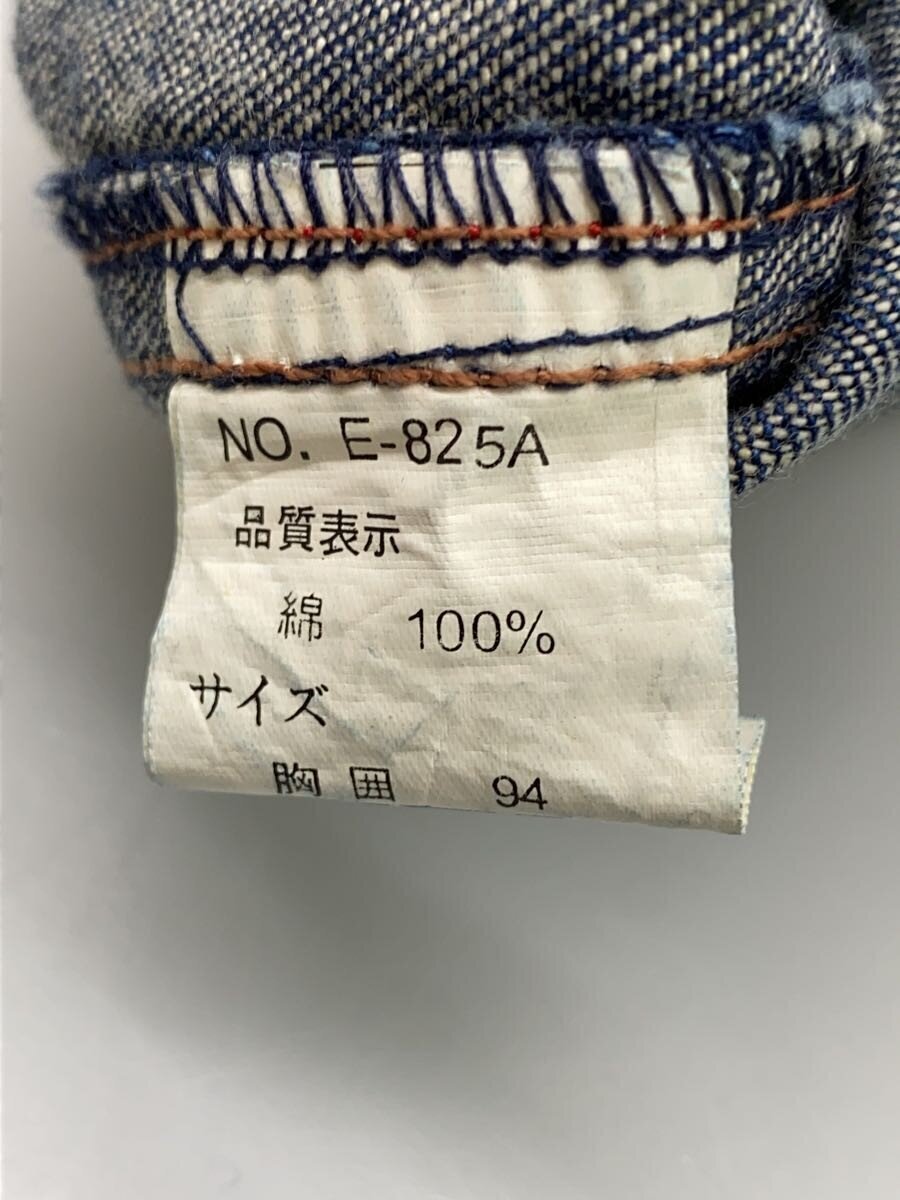 NO. E-825A
品質表示
綿 100%
サイズ
胸囲 94